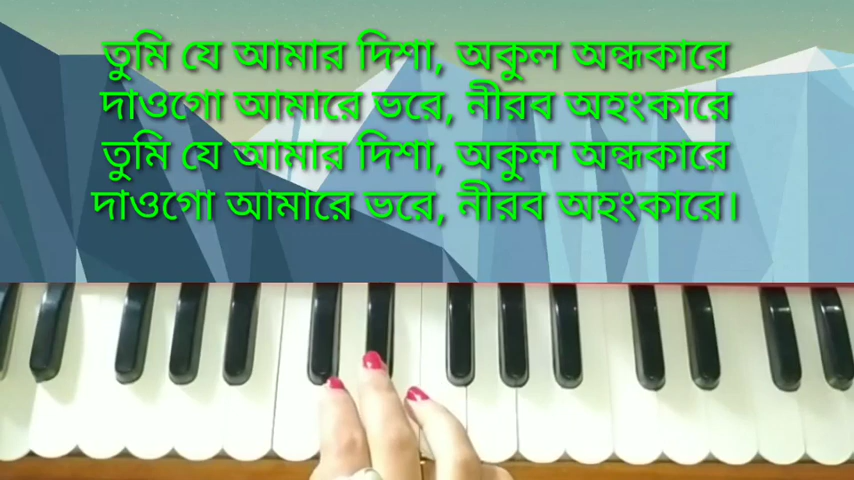 তুমি যে আমার দিশা, অকুল অন্ধকারে
দাওগো আমারে ভরে, নীরব অহংকারে
তুমি যে আমার দিশা, অকুল অন্ধকারে
দাওগো আমারে ভরে, নীরব অহংকারে।